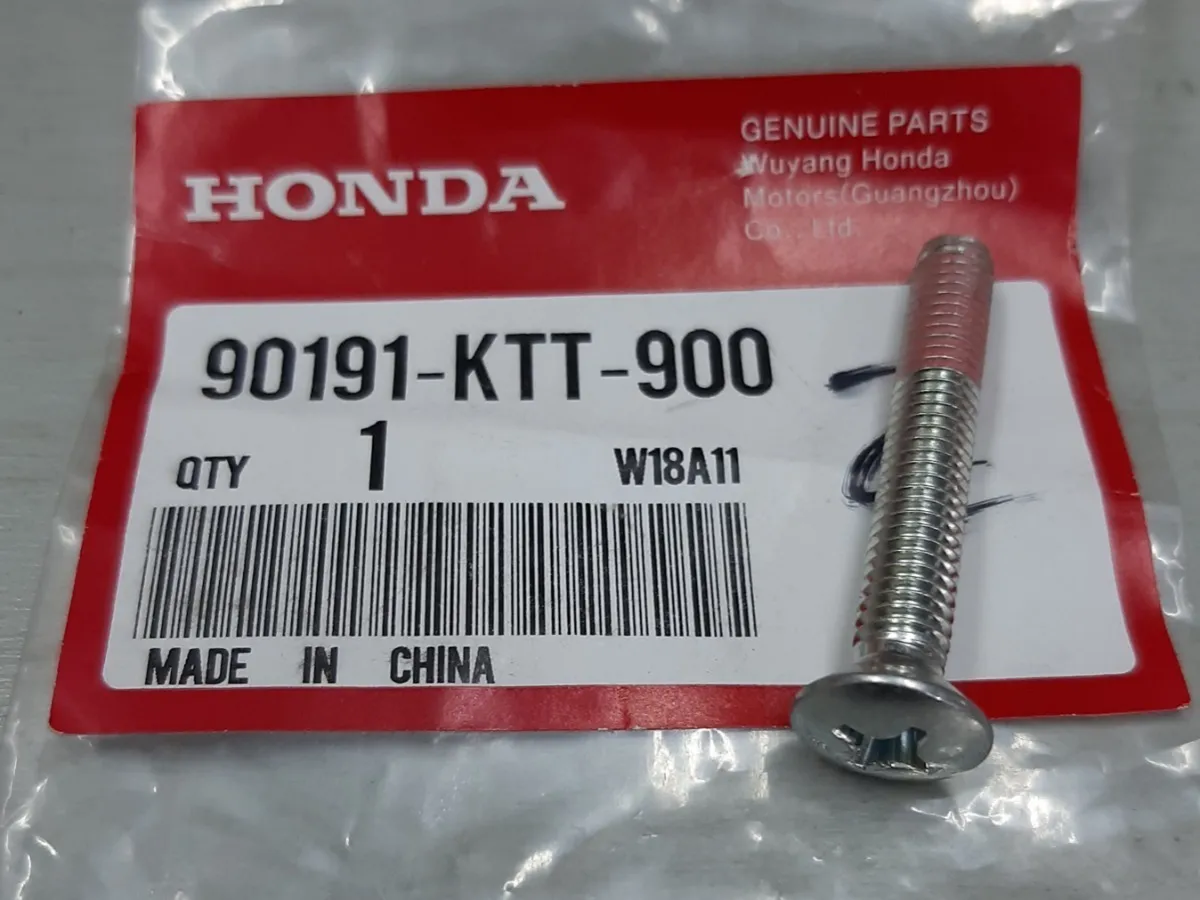 HONDA
GENUINE PARTS
Wuyang Honda
Motors(Guangzhou)
Co., Ltd.
90191-KTT-900
QTY 1 W18A11
MADE IN CHINA